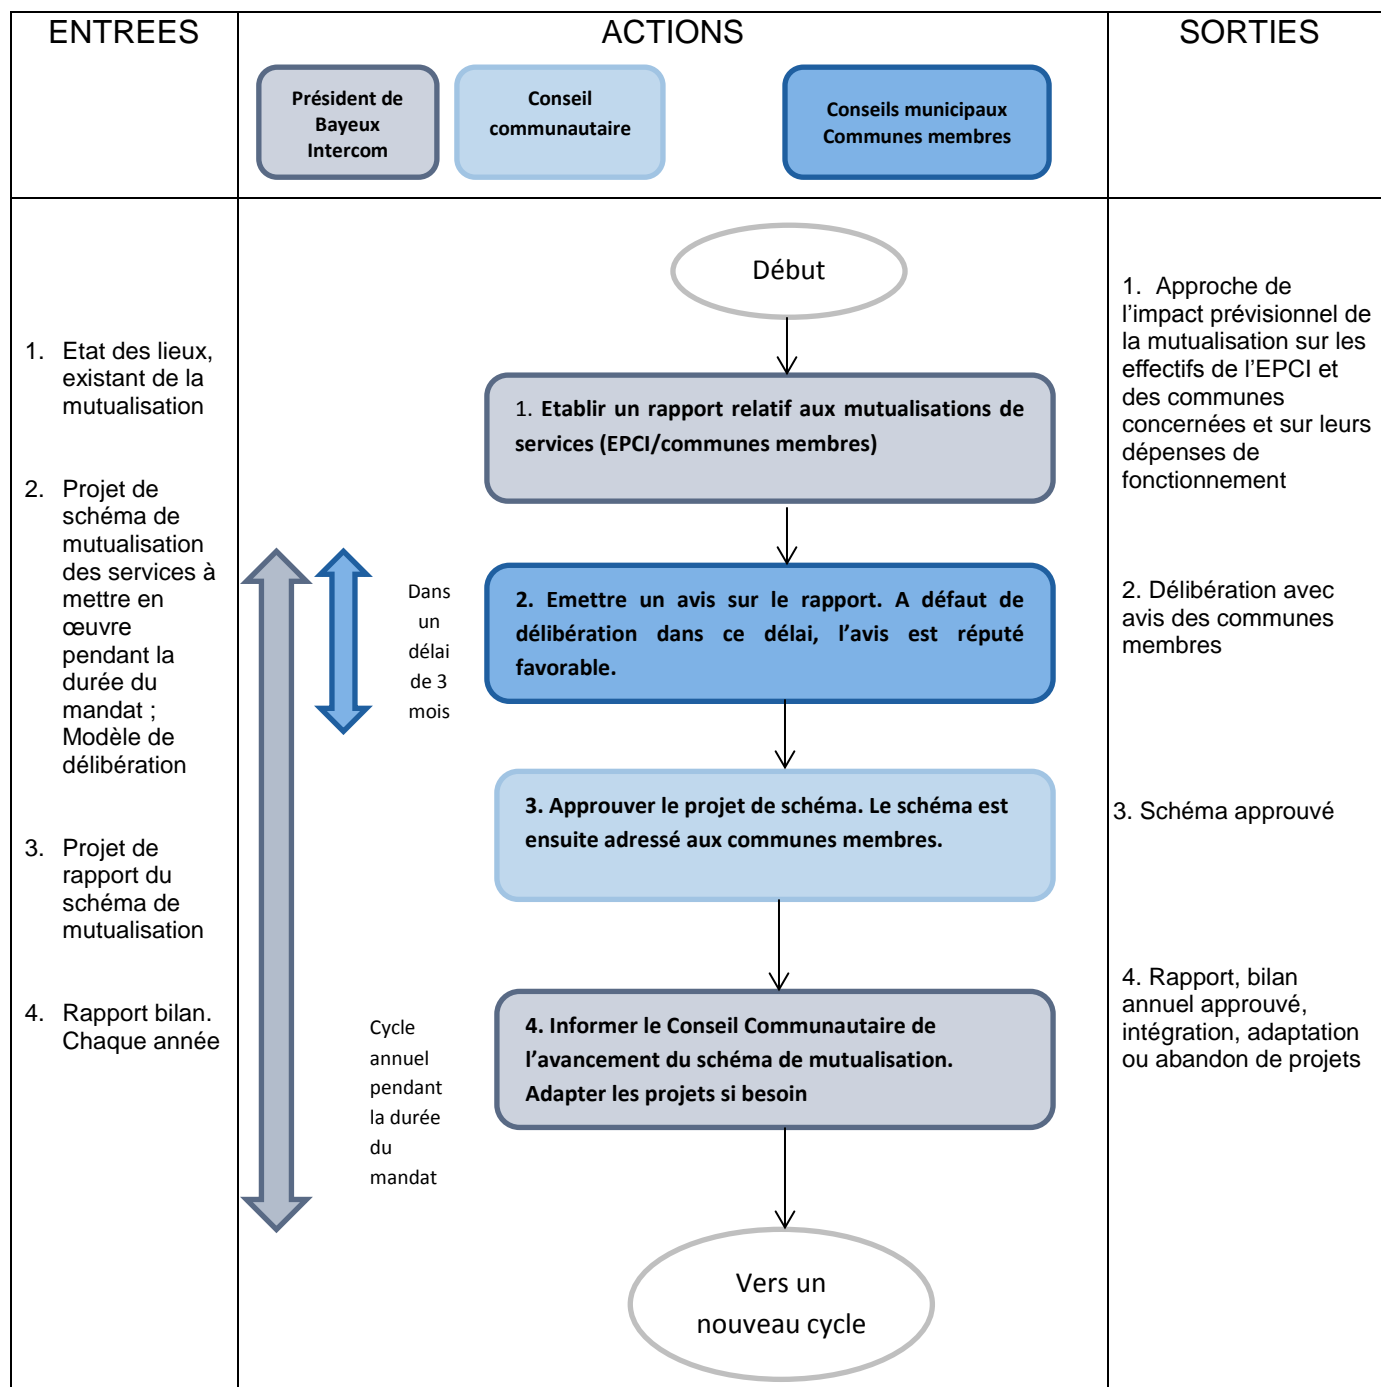 ENTREES
ACTIONS
SORTIES
Président de
Bayeux
Intercom
Conseil
communautaire
Conseils municipaux
Communes membres
1. Etat des lieux,
existant de la
mutualisation
2. Projet de
schéma de
mutualisation
des services à
mettre en
œuvre
pendant la
durée du
mandat ;
Modèle de
délibération
3. Projet de
rapport du
schéma de
mutualisation
4. Rapport bilan.
Chaque année
Début
1. Etablir un rapport relatif aux mutualisations de
services (EPCI/communes membres)
Dans
un
délai
de 3
mois
2. Emettre un avis sur le rapport. A défaut de
délibération dans ce délai, l’avis est réputé
favorable.
3. Approuver le projet de schéma. Le schéma est
ensuite adressé aux communes membres.
Cycle
annuel
pendant
la durée
du
mandat
4. Informer le Conseil Communautaire de
l’avancement du schéma de mutualisation.
Adapter les projets si besoin
Vers un
nouveau cycle
1. Approche de
l’impact prévisionnel de
la mutualisation sur les
effectifs de l’EPCI et
des communes
concernées et sur leurs
dépenses de
fonctionnement
2. Délibération avec
avis des communes
membres
3. Schéma approuvé
4. Rapport, bilan
annuel approuvé,
intégration, adaptation
ou abandon de projets